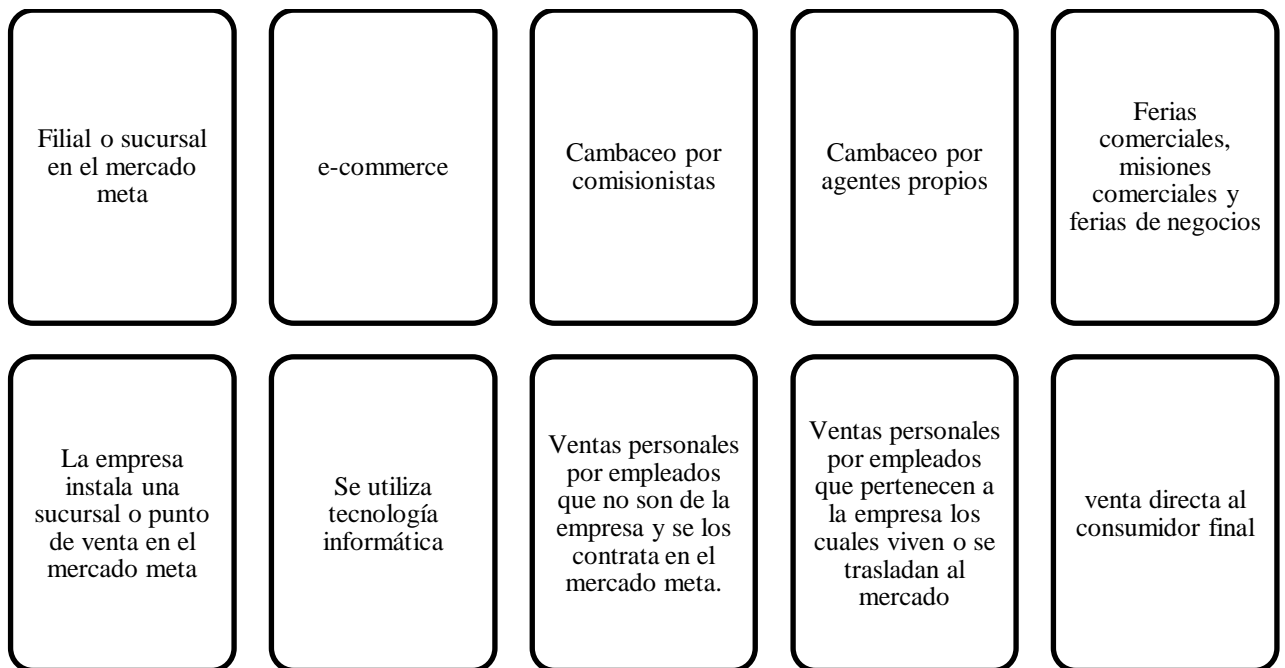 Filial o sucursal
en el mercado
meta
e-commerce
Cambaceo por
comisionistas
Cambaceo por
agentes propios
Ferias
comerciales,
misiones
comerciales y
ferias de negocios
La empresa
instala una
sucursal o punto
de venta en el
mercado meta
Se utiliza
tecnología
informática
Ventas personales
por empleados
que no son de la
empresa y se los
contrata en el
mercado meta.
Ventas personales
por empleados
que pertenecen a
la empresa los
cuales viven o se
trasladan al
mercado
venta directa al
consumidor final